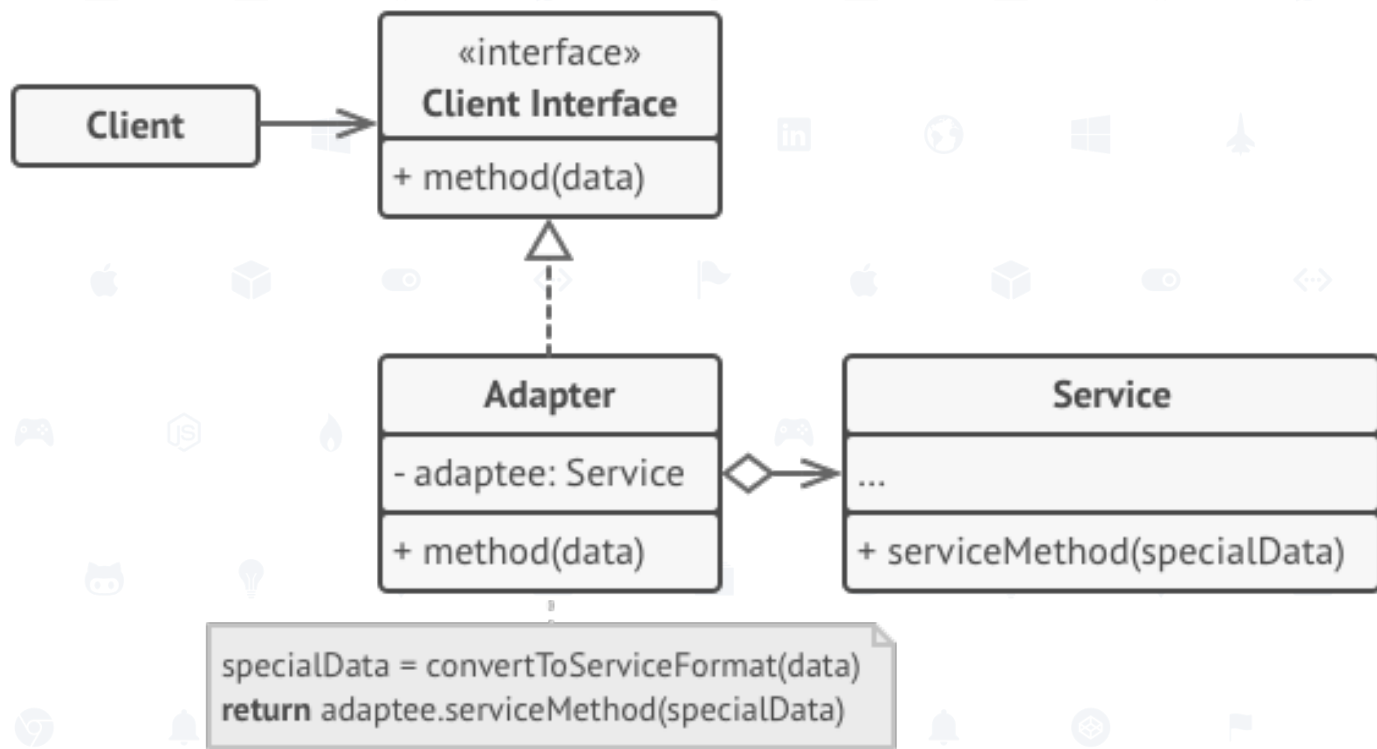 Client
«interface»
Client Interface
+ method(data)
Adapter
- adaptee: Service
+ method(data)
Service
...
+ serviceMethod(specialData)
specialData = convertToServiceFormat(data)
return adaptee.serviceMethod(specialData)